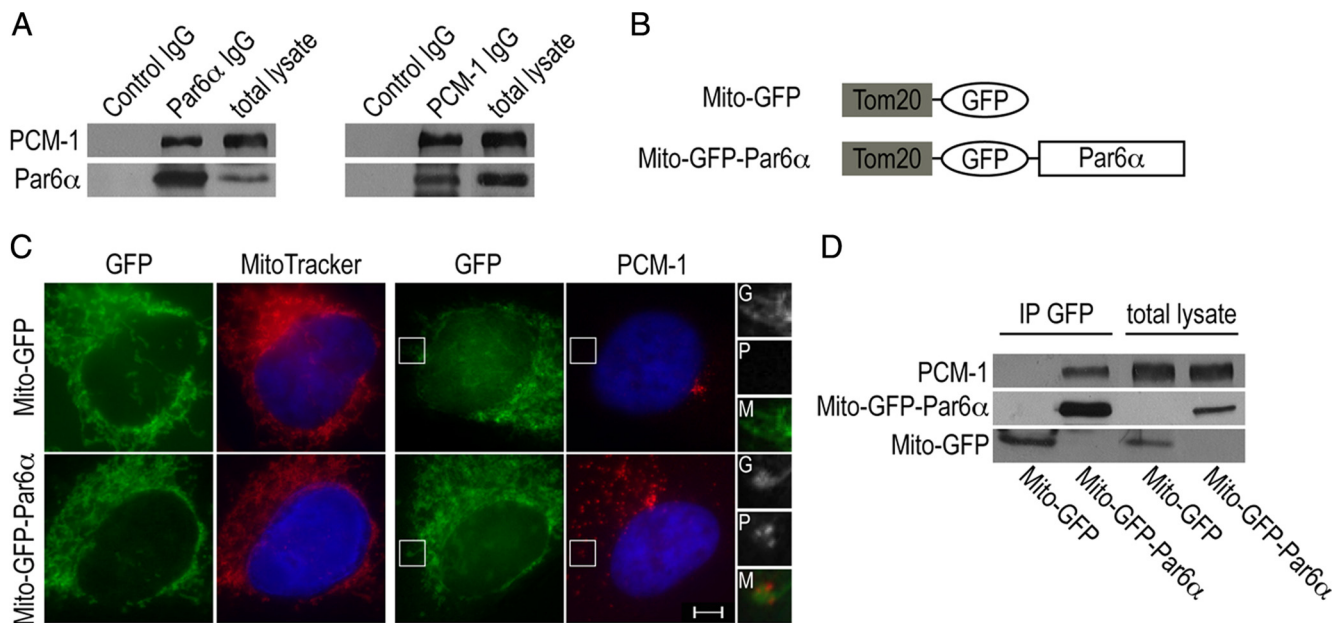 A
Control IgG
Par6α IgG
total lysate
Control IgG
PCM-1 IgG
total lysate
PCM-1
Par6α
B
Mito-GFP
Tom20
GFP
Mito-GFP-Par6α
Tom20
GFP
Par6α
C
GFP
MitoTracker
GFP
PCM-1
Mito-GFP
G
P
M
Mito-GFP-Par6α
G
P
M
D
IP GFP
total lysate
PCM-1
Mito-GFP-Par6α
Mito-GFP
Mito-GFP
Mito-GFP-Par6α
Mito-GFP
Mito-GFP-Par6α